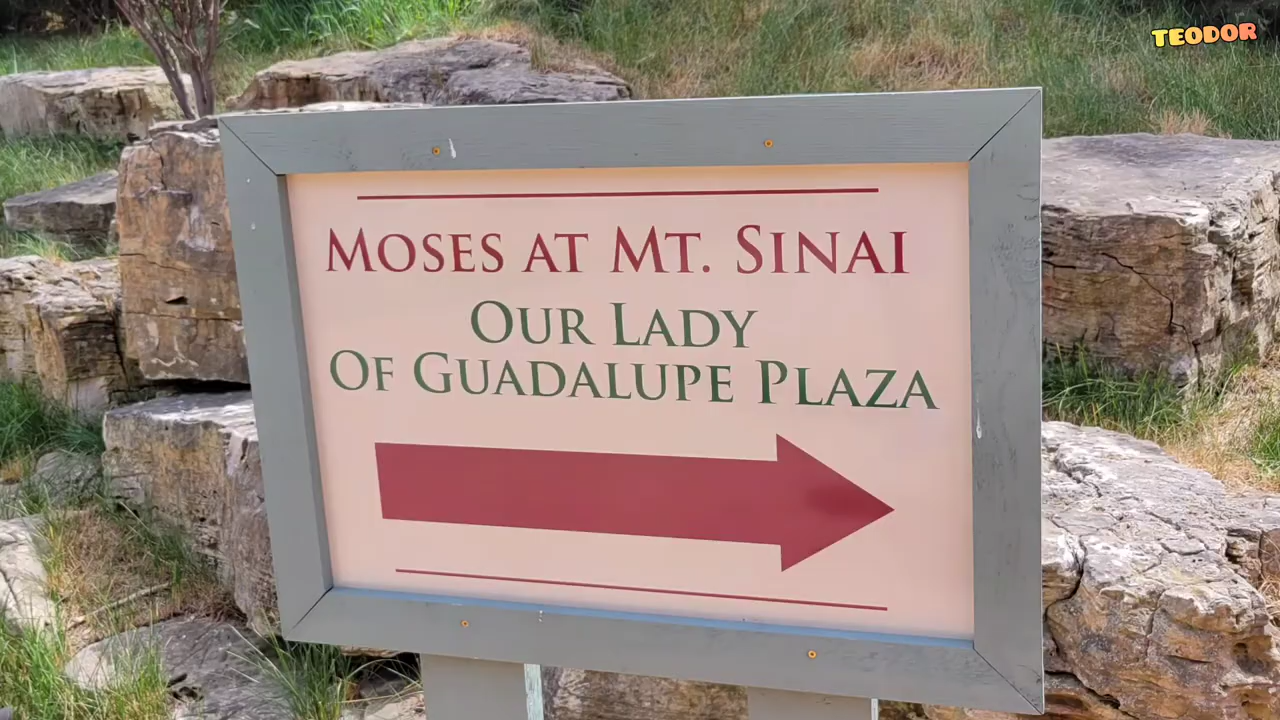 TEODOR
MOSES AT MT. SINAI
OUR LADY
OF GUADALUPE PLAZA